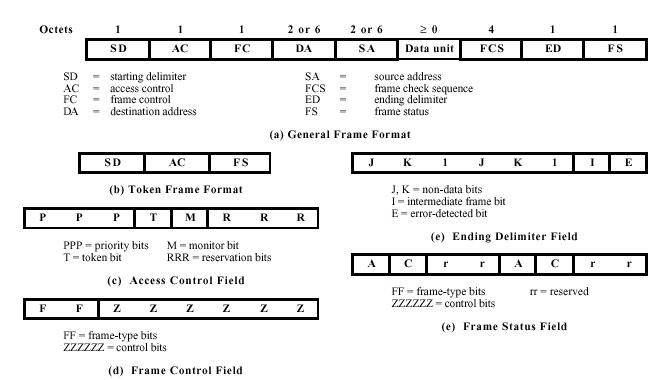 Octets 1 1 1 2 or 6 2 or 6 ≥ 0 4 1 1
SD AC FC DA SA Data unit FCS ED FS
SD = starting delimiter
AC = access control
FC = frame control
DA = destination address
SA = source address
FCS = frame check sequence
ED = ending delimiter
FS = frame status
(a) General Frame Format
SD AC FS
(b) Token Frame Format
P P P T M R R R
PPP = priority bits M = monitor bit
T = token bit RRR = reservation bits
(c) Access Control Field
F F Z Z Z Z Z Z
FF = frame-type bits
ZZZZZZ = control bits
(d) Frame Control Field
J K 1 J K 1 I E
J, K = non-data bits
I = intermediate frame bit
E = error-detected bit
(e) Ending Delimiter Field
A C r r A C r r
FF = frame-type bits rr = reserved
ZZZZZZ = control bits
(e) Frame Status Field